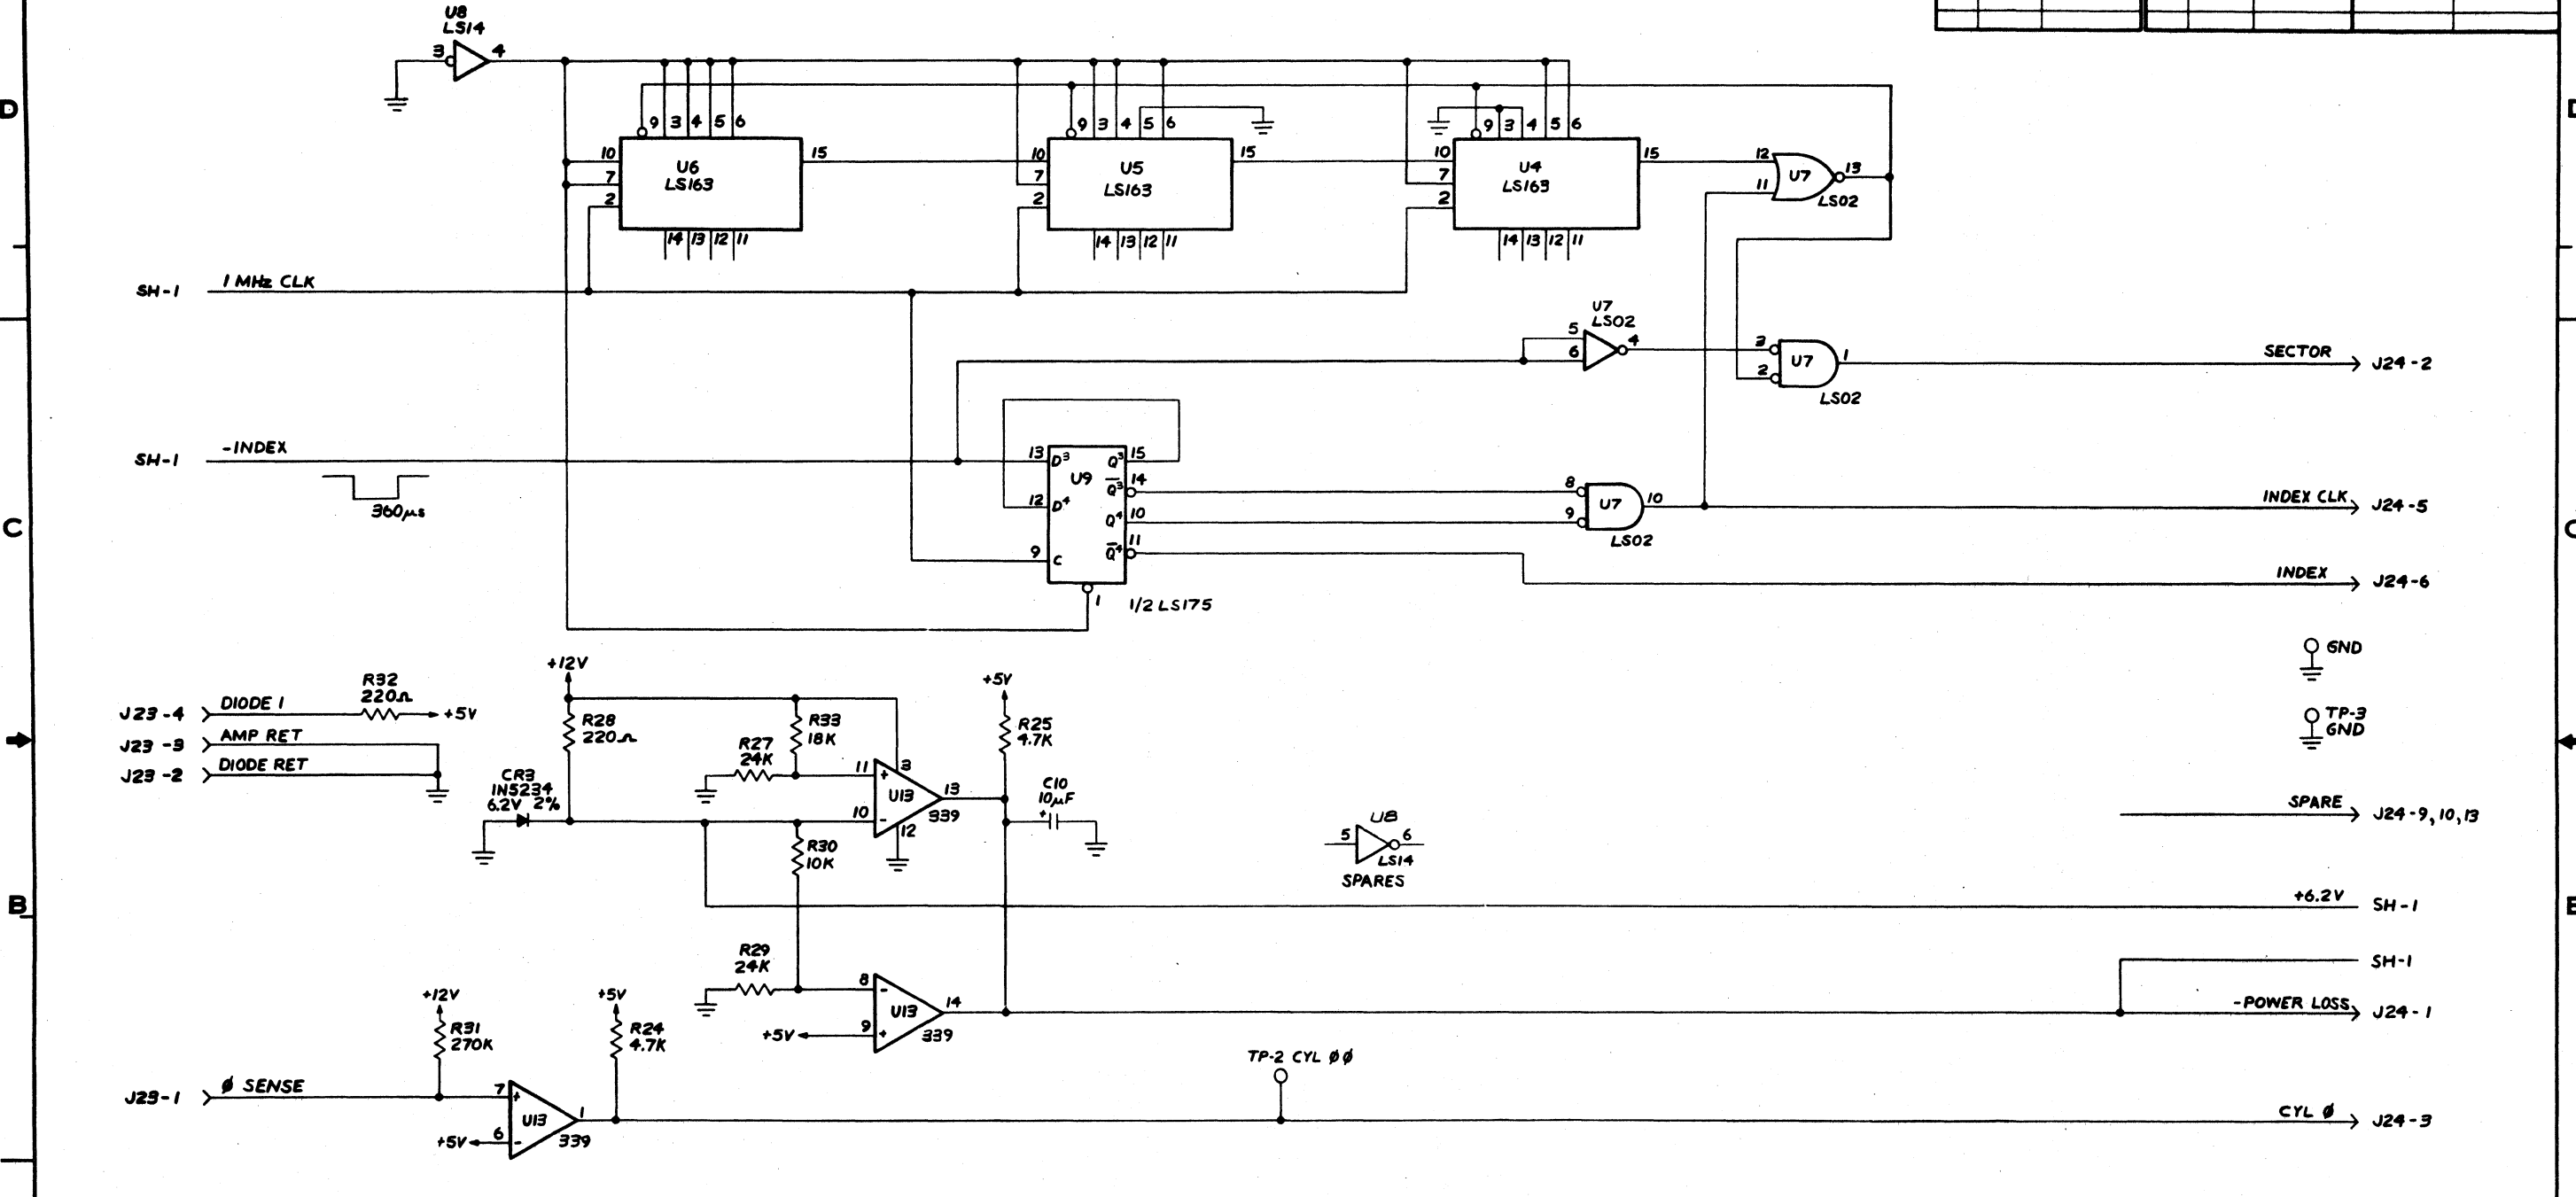 U8
LS14
3 4
D
9 3 4 5 6
9 3 4 5 6
9 3 4 5 6
10 7 2
U6
LS163
15
10 7 2
U5
LS163
15
10 7 2
U4
LS163
15
12 11
U7
13
LS02
14 13 12 11
14 13 12 11
14 13 12 11
SH-1 1 MHz CLK
U7
LS02
5 6 4
3 2
U7
1
LS02
SECTOR J24-2
SH-1 -INDEX
360µs
13 D3 Q3 15
U9
Q̅3 14
12 D4
Q4 10
Q̅4 11
9 C
1
1/2 LS175
8 9
U7
10
LS02
INDEX CLK J24-5
INDEX J24-6
C
GND
TP-3
GND
J23-4 DIODE 1
R32
220Ω
+5V
J23-3 AMP RET
J23-2 DIODE RET
+12V
R28
220Ω
R33
18K
R27
24K
CR3
1N5234
6.2V 2%
11 + 3
U13
13
10 - 12
339
+5V
R25
4.7K
C10
+ 10µF
R30
10K
U8
5 6
LS14
SPARES
SPARE J24-9,10,13
B
+6.2V SH-1
R29
24K
8 -
U13
14
+5V 9 +
339
SH-1
-POWER LOSS J24-1
+12V
R31
270K
+5V
R24
4.7K
TP-2 CYL ØØ
J23-1 Ø SENSE
7 +
U13
1
+5V 6 -
339
CYL Ø J24-3